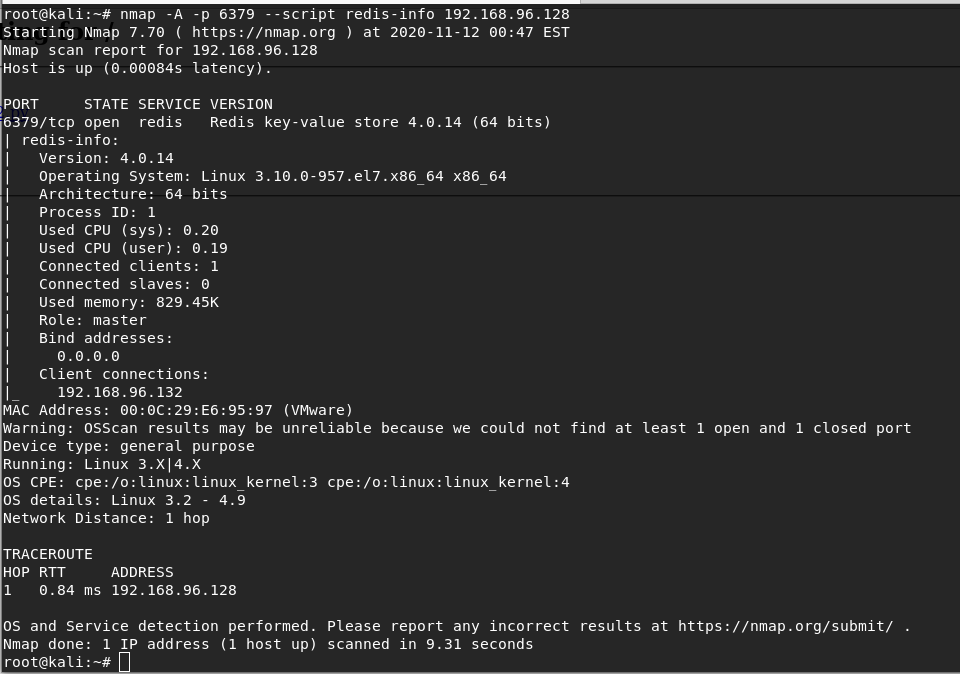 root@kali:~# nmap -A -p 6379 --script redis-info 192.168.96.128
Starting Nmap 7.70 ( https://nmap.org ) at 2020-11-12 00:47 EST
Nmap scan report for 192.168.96.128
Host is up (0.00084s latency).

PORT     STATE SERVICE VERSION
6379/tcp open  redis   Redis key-value store 4.0.14 (64 bits)
| redis-info:
|   Version: 4.0.14
|   Operating System: Linux 3.10.0-957.el7.x86_64 x86_64
|   Architecture: 64 bits
|   Process ID: 1
|   Used CPU (sys): 0.20
|   Used CPU (user): 0.19
|   Connected clients: 1
|   Connected slaves: 0
|   Used memory: 829.45K
|   Role: master
|   Bind addresses:
|     0.0.0.0
|   Client connections:
|_    192.168.96.132
MAC Address: 00:0C:29:E6:95:97 (VMware)
Warning: OSScan results may be unreliable because we could not find at least 1 open and 1 closed port
Device type: general purpose
Running: Linux 3.X|4.X
OS CPE: cpe:/o:linux:linux_kernel:3 cpe:/o:linux:linux_kernel:4
OS details: Linux 3.2 - 4.9
Network Distance: 1 hop

TRACEROUTE
HOP RTT     ADDRESS
1   0.84 ms 192.168.96.128

OS and Service detection performed. Please report any incorrect results at https://nmap.org/submit/ .
Nmap done: 1 IP address (1 host up) scanned in 9.31 seconds
root@kali:~#